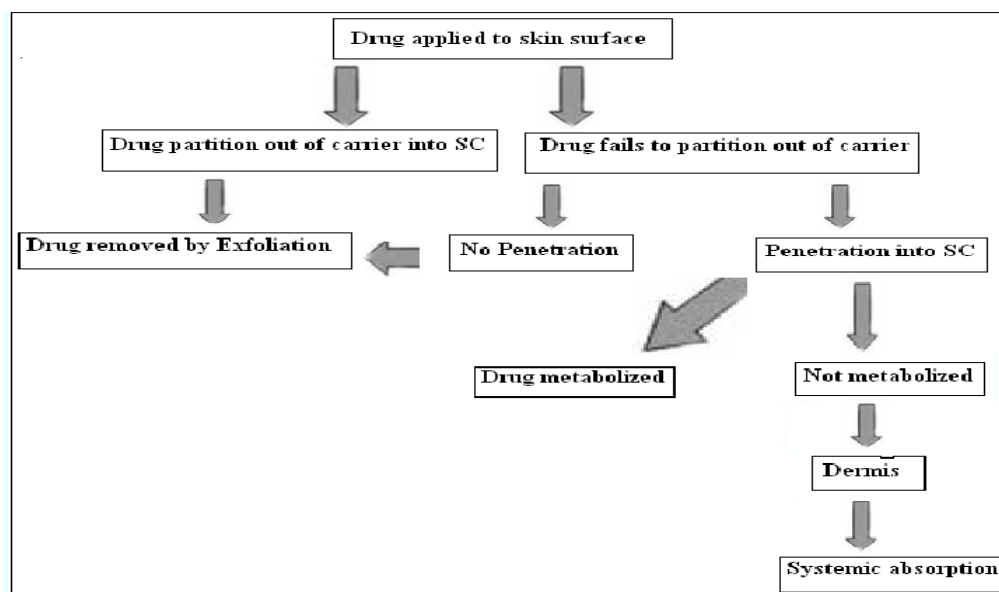 Drug applied to skin surface
Drug partition out of carrier into SC
Drug fails to partition out of carrier
Drug removed by Exfoliation
No Penetration
Penetration into SC
Drug metabolized
Not metabolized
Dermis
Systemic absorption